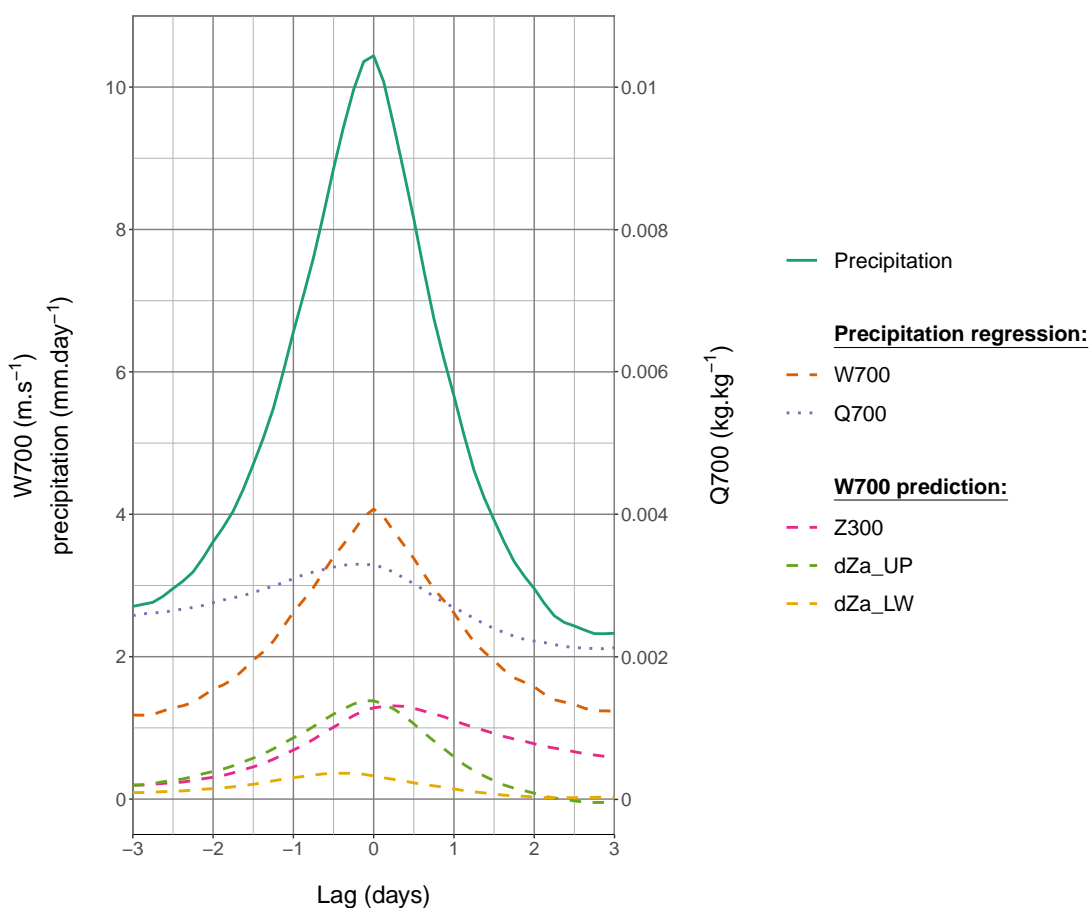 W700 (m.s⁻¹)
precipitation (mm.day⁻¹)
10
8
6
4
2
0
0.01
0.008
0.006
0.004
0.002
0
Q700 (kg.kg⁻¹)
−3 −2 −1 0 1 2 3
Lag (days)
Precipitation
Precipitation regression:
W700
Q700
W700 prediction:
Z300
dZa_UP
dZa_LW